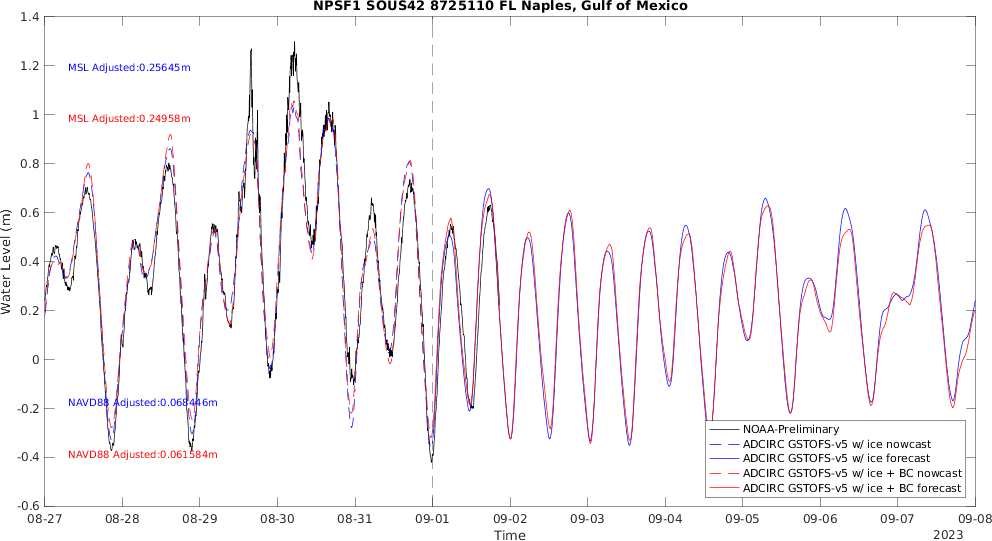 NPSF1 SOUS42 8725110 FL Naples, Gulf of Mexico
1.4
1.2
1
0.8
0.6
0.4
0.2
0
-0.2
-0.4
-0.6
Water Level (m)
MSL Adjusted:0.25645m
MSL Adjusted:0.24958m
NAVD88 Adjusted:0.068446m
NAVD88 Adjusted:0.061584m
NOAA-Preliminary
ADCIRC GSTOFS-v5 w/ ice nowcast
ADCIRC GSTOFS-v5 w/ ice forecast
ADCIRC GSTOFS-v5 w/ ice + BC nowcast
ADCIRC GSTOFS-v5 w/ ice + BC forecast
08-27 08-28 08-29 08-30 08-31 09-01 09-02 09-03 09-04 09-05 09-06 09-07 09-08
Time
2023